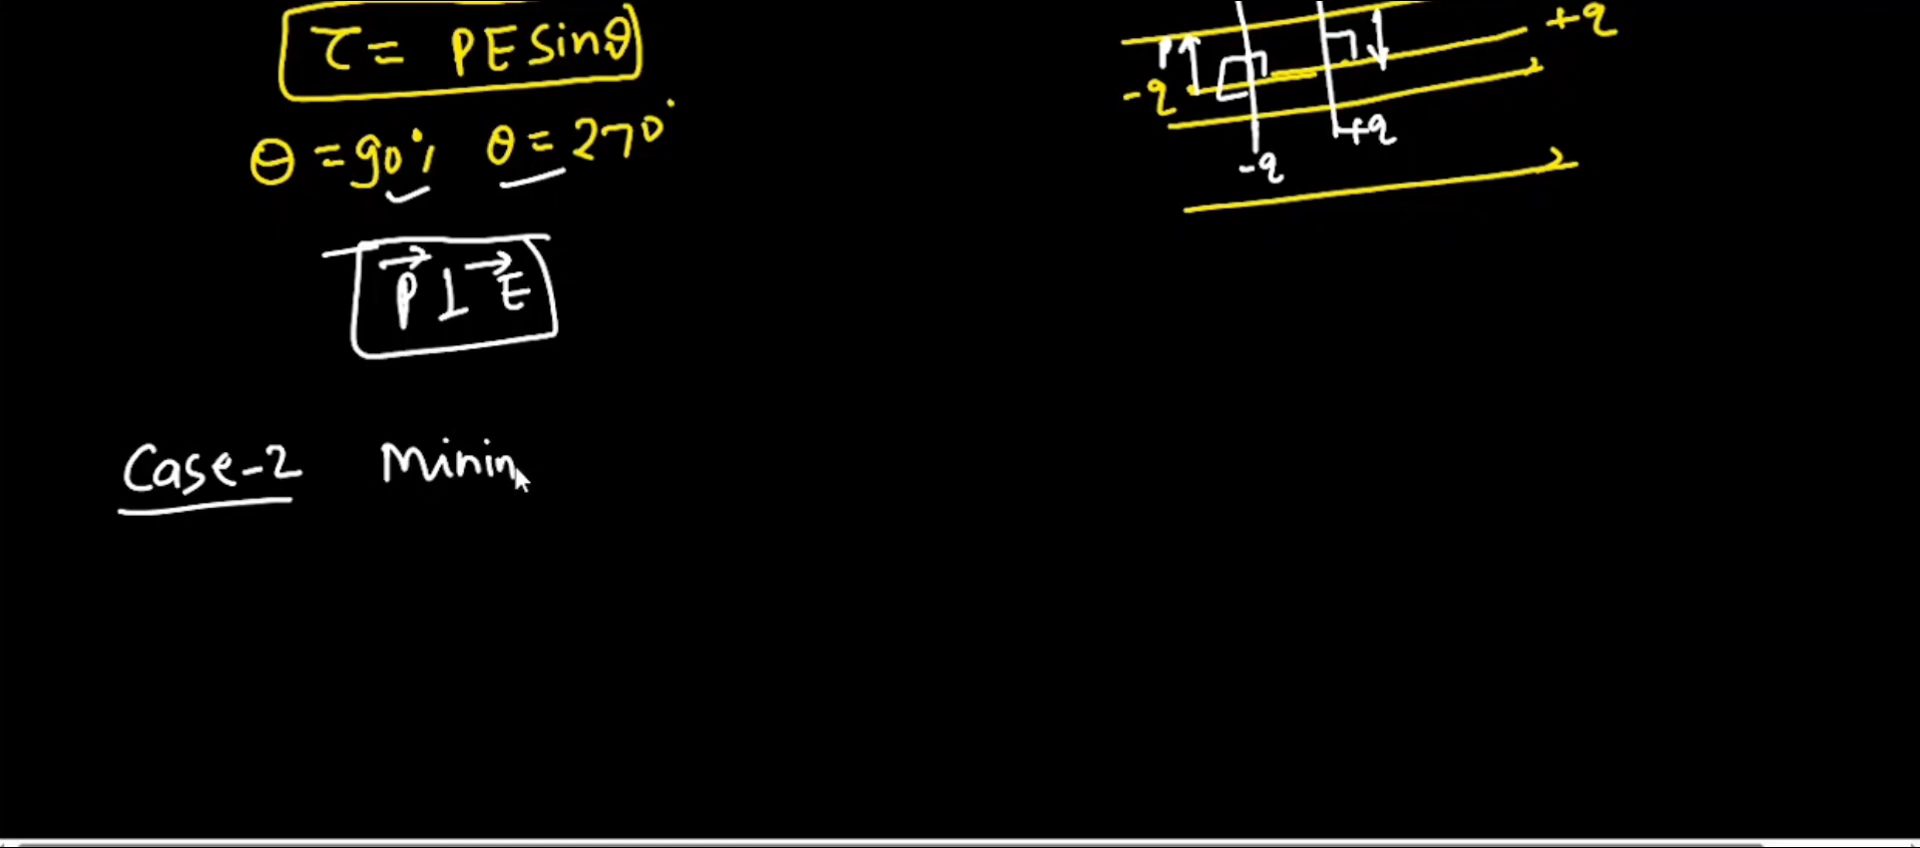 τ = PE Sinθ
θ = 90°, θ = 270°
P⃗ ⊥ E⃗
Case-2 Minin
+q
P
-q
+q
-q